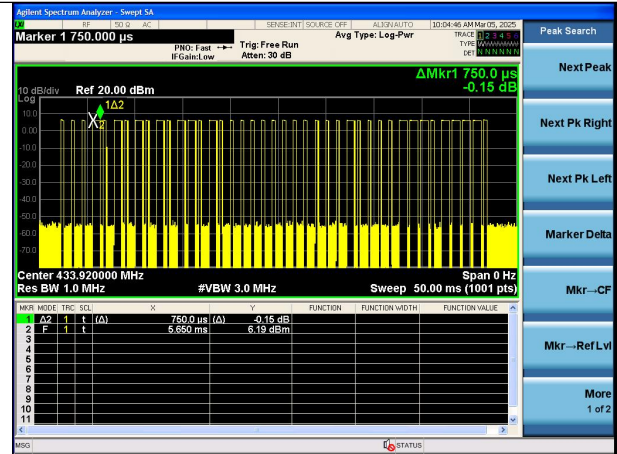 Agilent Spectrum Analyzer - Swept SA
RF 50 Ω AC SENSE:INT SOURCE OFF ALIGN AUTO 10:04:46 AM Mar 05, 2025
Marker 1 750.000 µs
PNO: Fast
IFGain:Low
Trig: Free Run
Atten: 30 dB
Avg Type: Log-Pwr
TRACE 1 2 3 4 5 6
TYPE WWWWWW
DET N N N N N N
ΔMkr1 750.0 µs
-0.15 dB
10 dB/div Ref 20.00 dBm
Log
1Δ2
10.0
X2
0.00
-10.0
-20.0
-30.0
-40.0
-50.0
-60.0
-70.0
Center 433.920000 MHz Span 0 Hz
Res BW 1.0 MHz #VBW 3.0 MHz Sweep 50.00 ms (1001 pts)
MKR MODE TRC SCL X Y FUNCTION FUNCTION WIDTH FUNCTION VALUE
1 Δ2 1 t (Δ) 750.0 µs (Δ) -0.15 dB
2 F 1 t 5.650 ms 6.19 dBm
3
4
5
6
7
8
9
10
11
MSG STATUS
Peak Search
Next Peak
Next Pk Right
Next Pk Left
Marker Delta
Mkr→CF
Mkr→Ref Lvl
More
1 of 2